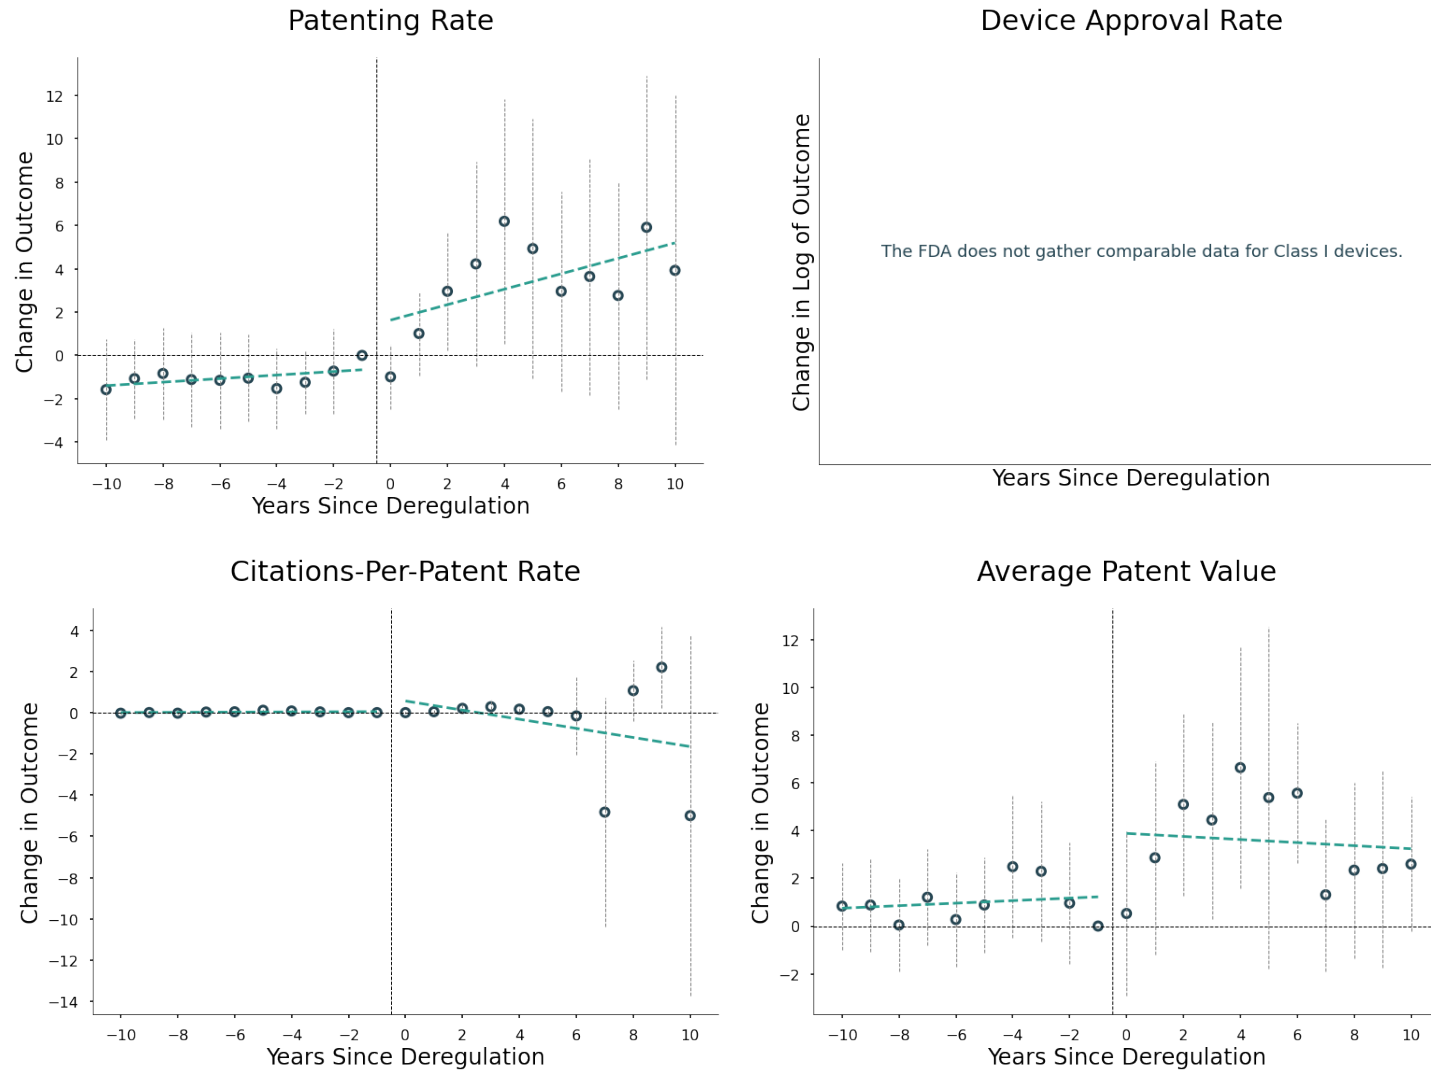 Patenting Rate
Change in Outcome
12
10
8
6
4
2
0
−2
−4
−10 −8 −6 −4 −2 0 2 4 6 8 10
Years Since Deregulation
Device Approval Rate
Change in Log of Outcome
The FDA does not gather comparable data for Class I devices.
Years Since Deregulation
Citations-Per-Patent Rate
Change in Outcome
4
2
0
−2
−4
−6
−8
−10
−12
−14
−10 −8 −6 −4 −2 0 2 4 6 8 10
Years Since Deregulation
Average Patent Value
Change in Outcome
12
10
8
6
4
2
0
−2
−10 −8 −6 −4 −2 0 2 4 6 8 10
Years Since Deregulation